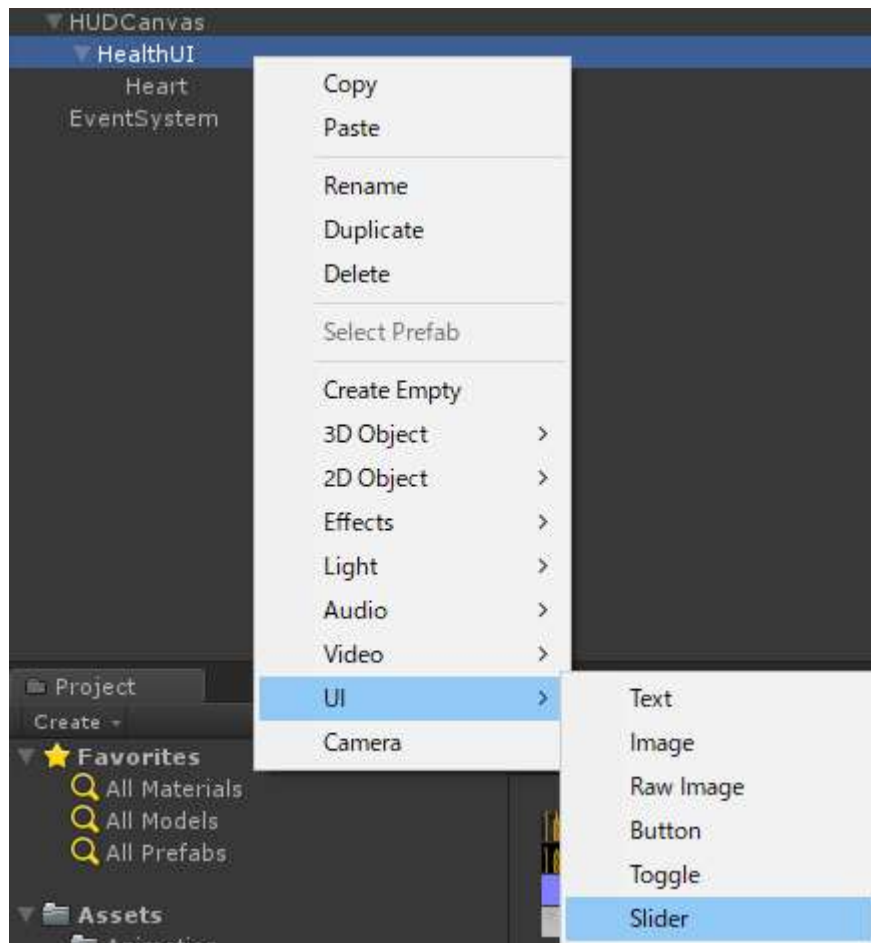 HUDCanvas
HealthUI
Heart
EventSystem
Copy
Paste
Rename
Duplicate
Delete
Select Prefab
Create Empty
3D Object
2D Object
Effects
Light
Audio
Video
UI
Camera
Text
Image
Raw Image
Button
Toggle
Slider
Project
Create
Favorites
All Materials
All Models
All Prefabs
Assets